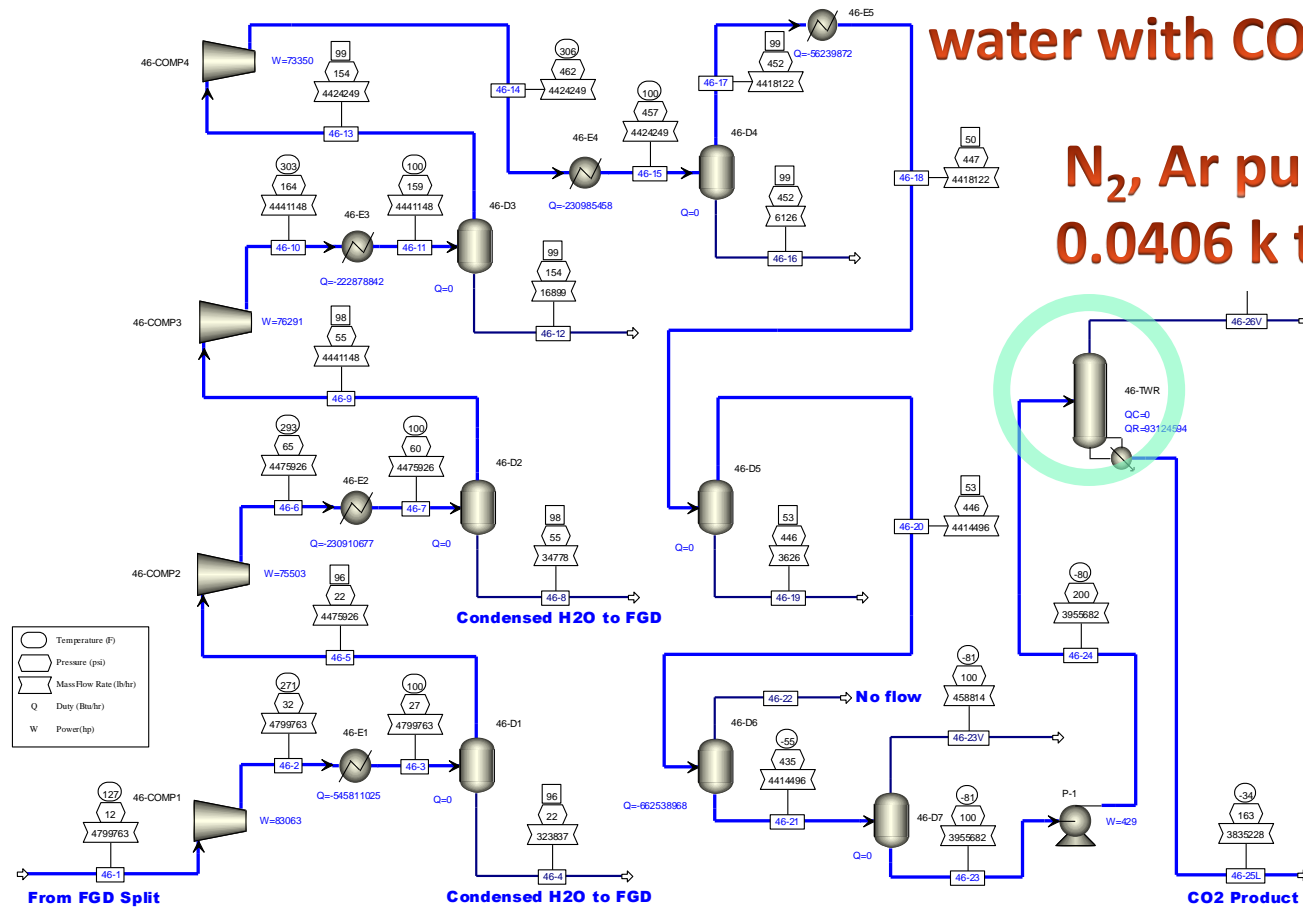 water with CO
N2, Ar pu
0.0406 k t
46-COMP4
W=73350
99
154
4424249
46-13
306
462
4424249
46-14
46-E4
Q=-230985458
100
457
4424249
46-15
46-D4
Q=0
99
452
4418122
46-17
46-E5
Q=-56239872
50
447
4418122
46-18
99
452
6126
46-16
303
164
4441148
46-10
46-E3
Q=-222878842
100
159
4441148
46-11
46-D3
Q=0
99
154
16899
46-12
46-COMP3
W=76291
98
55
4441148
46-9
293
65
4475926
46-6
46-E2
Q=-230910677
100
60
4475926
46-7
46-D2
Q=0
98
55
34778
46-8
Condensed H2O to FGD
46-COMP2
W=75503
96
22
4475926
46-5
Temperature (F)
Pressure (psi)
Mass Flow Rate (lb/hr)
Q Duty (Btu/hr)
W Power(hp)
271
32
4799763
46-2
46-E1
Q=-545811025
100
27
4799763
46-3
46-D1
Q=0
96
22
323837
46-4
Condensed H2O to FGD
127
12
4799763
46-1
46-COMP1
W=83063
From FGD Split
46-D5
Q=0
53
446
3626
46-19
53
446
4414496
46-20
46-22
No flow
46-D6
Q=-662538968
-55
435
4414496
46-21
-81
100
458814
46-23V
46-D7
Q=0
-81
100
3955682
46-23
P-1
W=429
-80
200
3955682
46-24
46-26V
46-TWR
QC=0
QR=93124594
-34
163
3835228
46-25L
CO2 Product